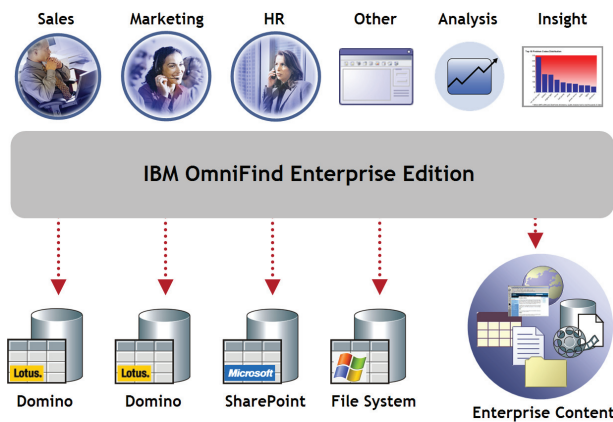 Sales Marketing HR Other Analysis Insight
IBM OmniFind Enterprise Edition
Lotus. Lotus. Microsoft
Domino Domino SharePoint File System
Enterprise Content